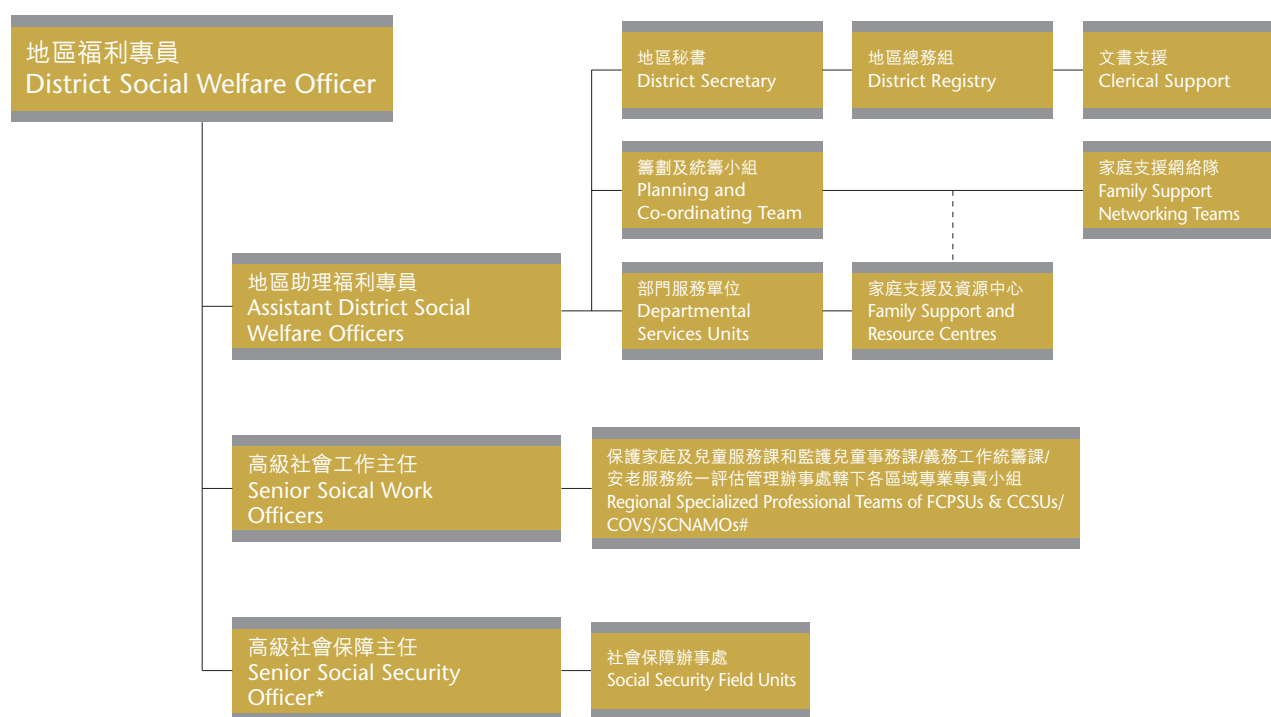 地區福利專員
District Social Welfare Officer
地區秘書
District Secretary
地區總務組
District Registry
文書支援
Clerical Support
籌劃及統籌小組
Planning and
Co-ordinating Team
家庭支援網絡隊
Family Support
Networking Teams
地區助理福利專員
Assistant District Social
Welfare Officers
部門服務單位
Departmental
Services Units
家庭支援及資源中心
Family Support and
Resource Centres
高級社會工作主任
Senior Soical Work
Officers
保護家庭及兒童服務課和監護兒童事務課/義務工作統籌課/
安老服務統一評估管理辦事處轄下各區域專業專責小組
Regional Specialized Professional Teams of FCPSUs & CCSUs/
COVS/SCNAMOs#
高級社會保障主任
Senior Social Security
Officer*
社會保障辦事處
Social Security Field Units